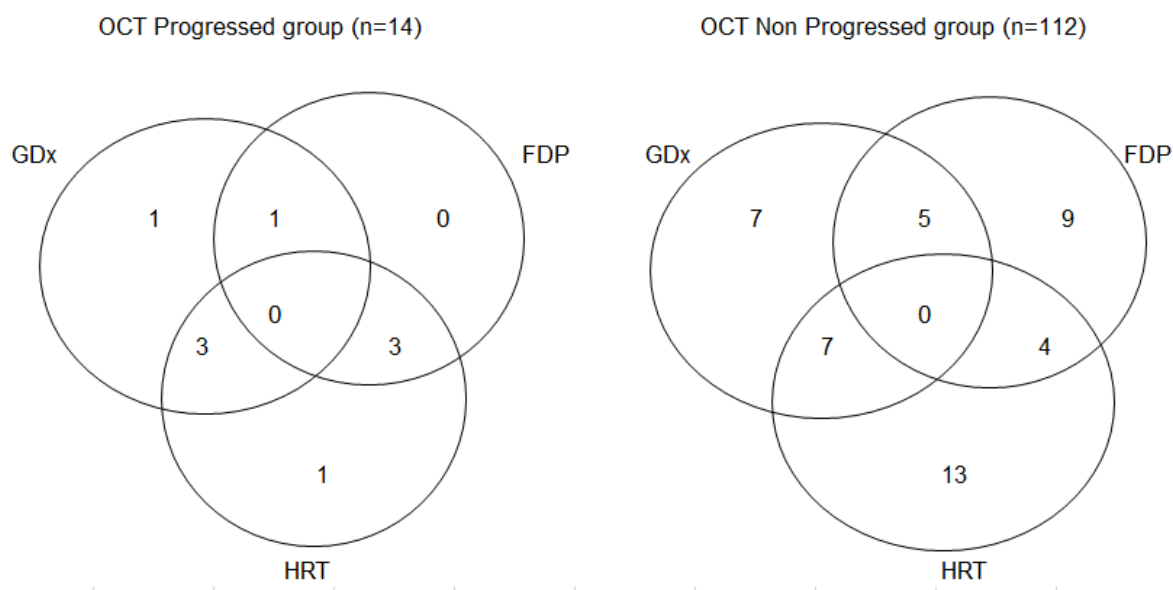 OCT Progressed group (n=14)
OCT Non Progressed group (n=112)
GDx
FDP
1
1
0
0
3
3
1
HRT
GDx
FDP
7
5
9
0
7
4
13
HRT